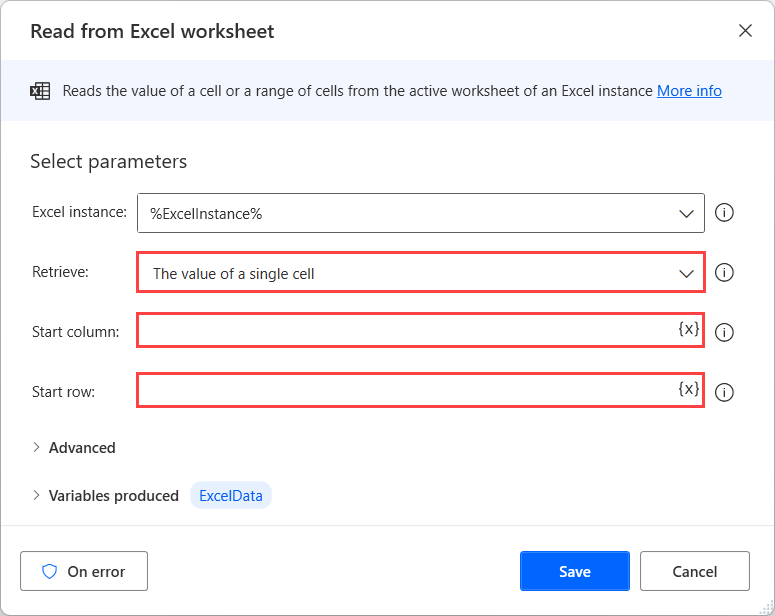 Read from Excel worksheet
Reads the value of a cell or a range of cells from the active worksheet of an Excel instance More info
Select parameters
Excel instance: %ExcelInstance%
Retrieve: The value of a single cell
Start column: {x}
Start row: {x}
Advanced
Variables produced ExcelData
On error Save Cancel